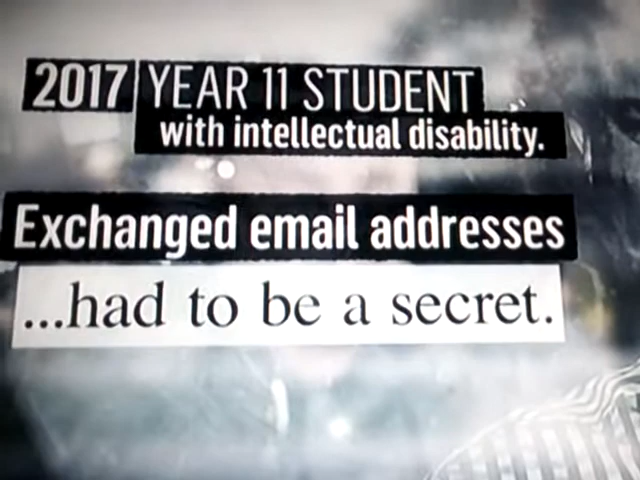 2017 YEAR 11 STUDENT
with intellectual disability.
Exchanged email addresses
...had to be a secret.